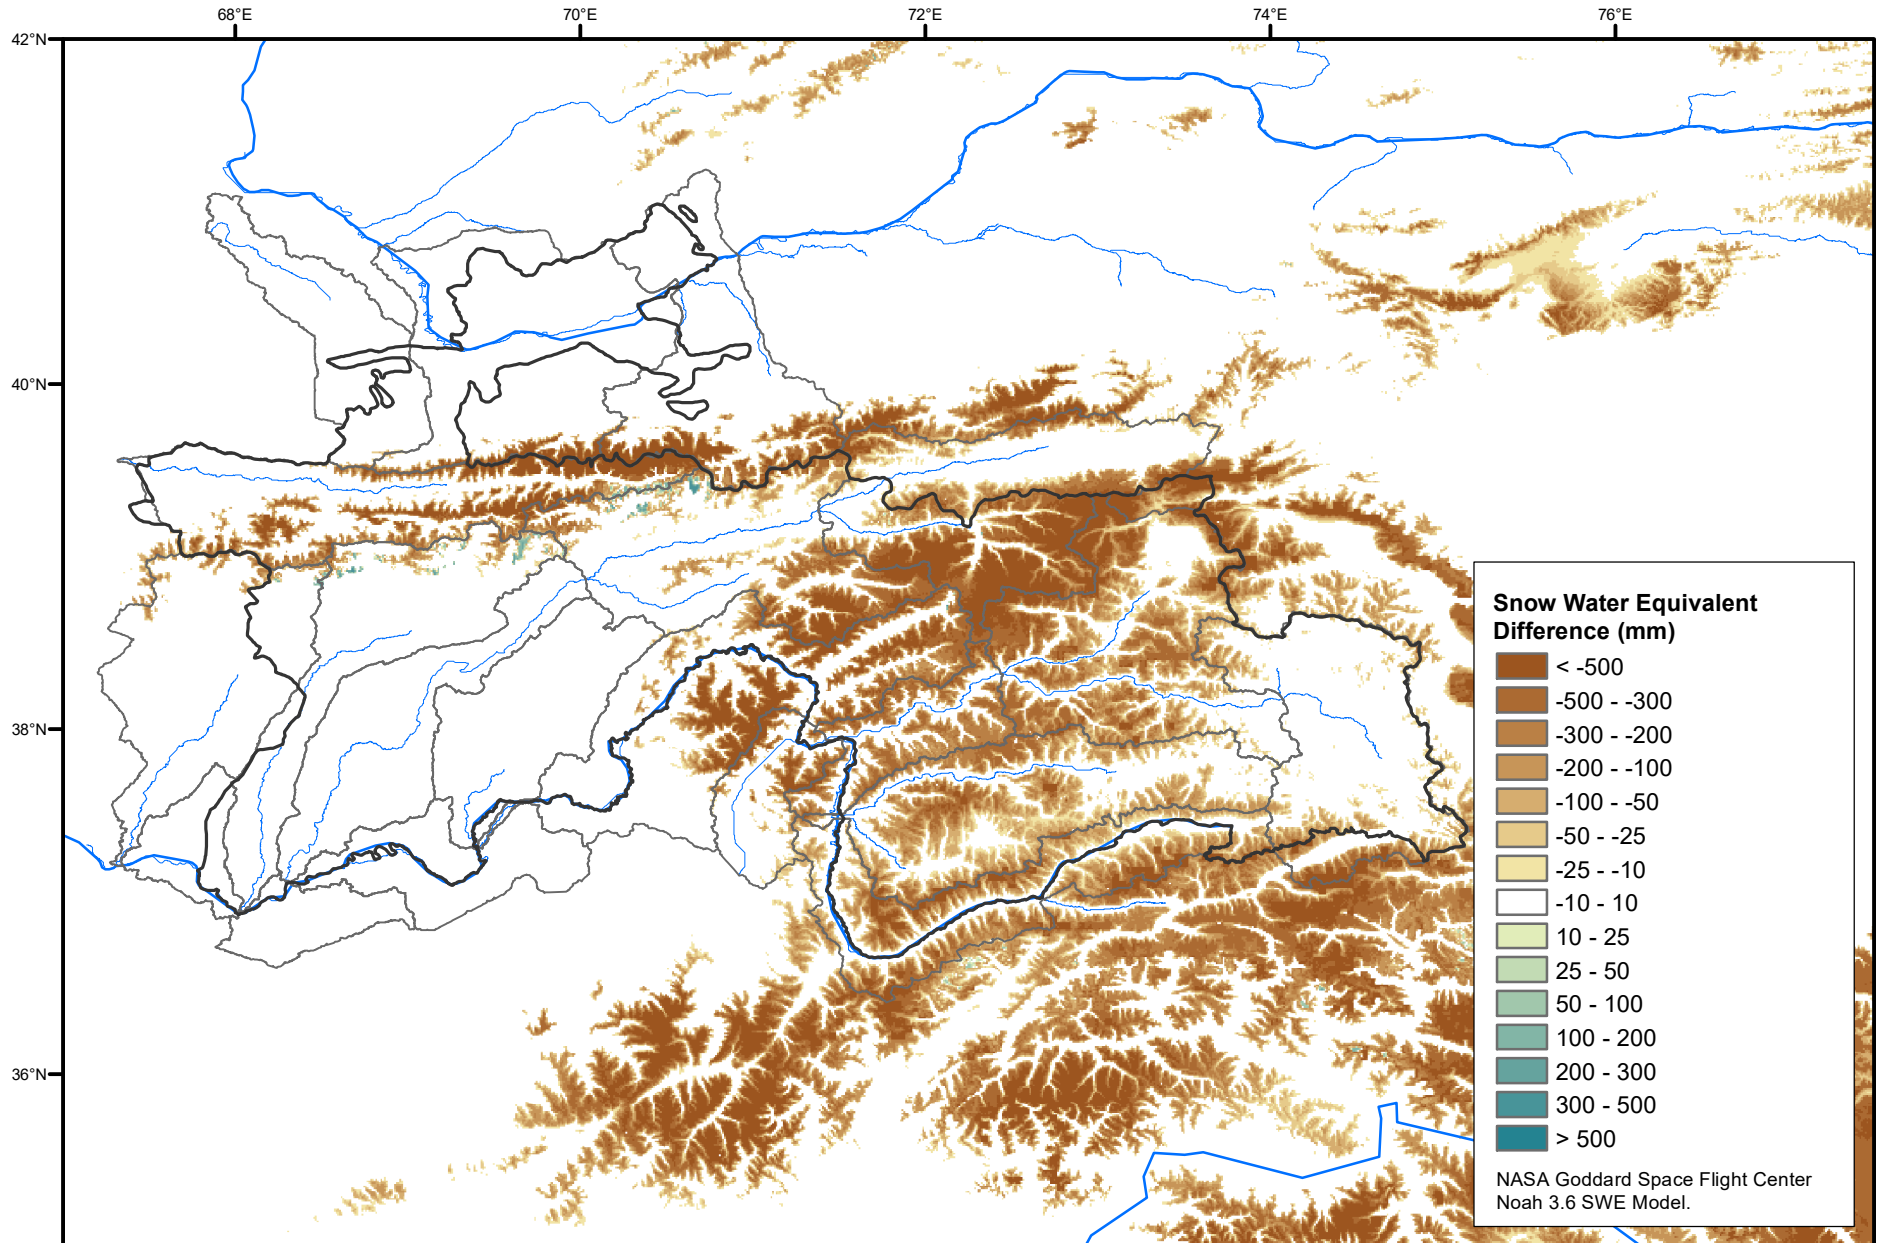 68°E 70°E 72°E 74°E 76°E
42°N
40°N
38°N
36°N
Snow Water Equivalent
Difference (mm)
< -500
-500 - -300
-300 - -200
-200 - -100
-100 - -50
-50 - -25
-25 - -10
-10 - 10
10 - 25
25 - 50
50 - 100
100 - 200
200 - 300
300 - 500
> 500
NASA Goddard Space Flight Center
Noah 3.6 SWE Model.